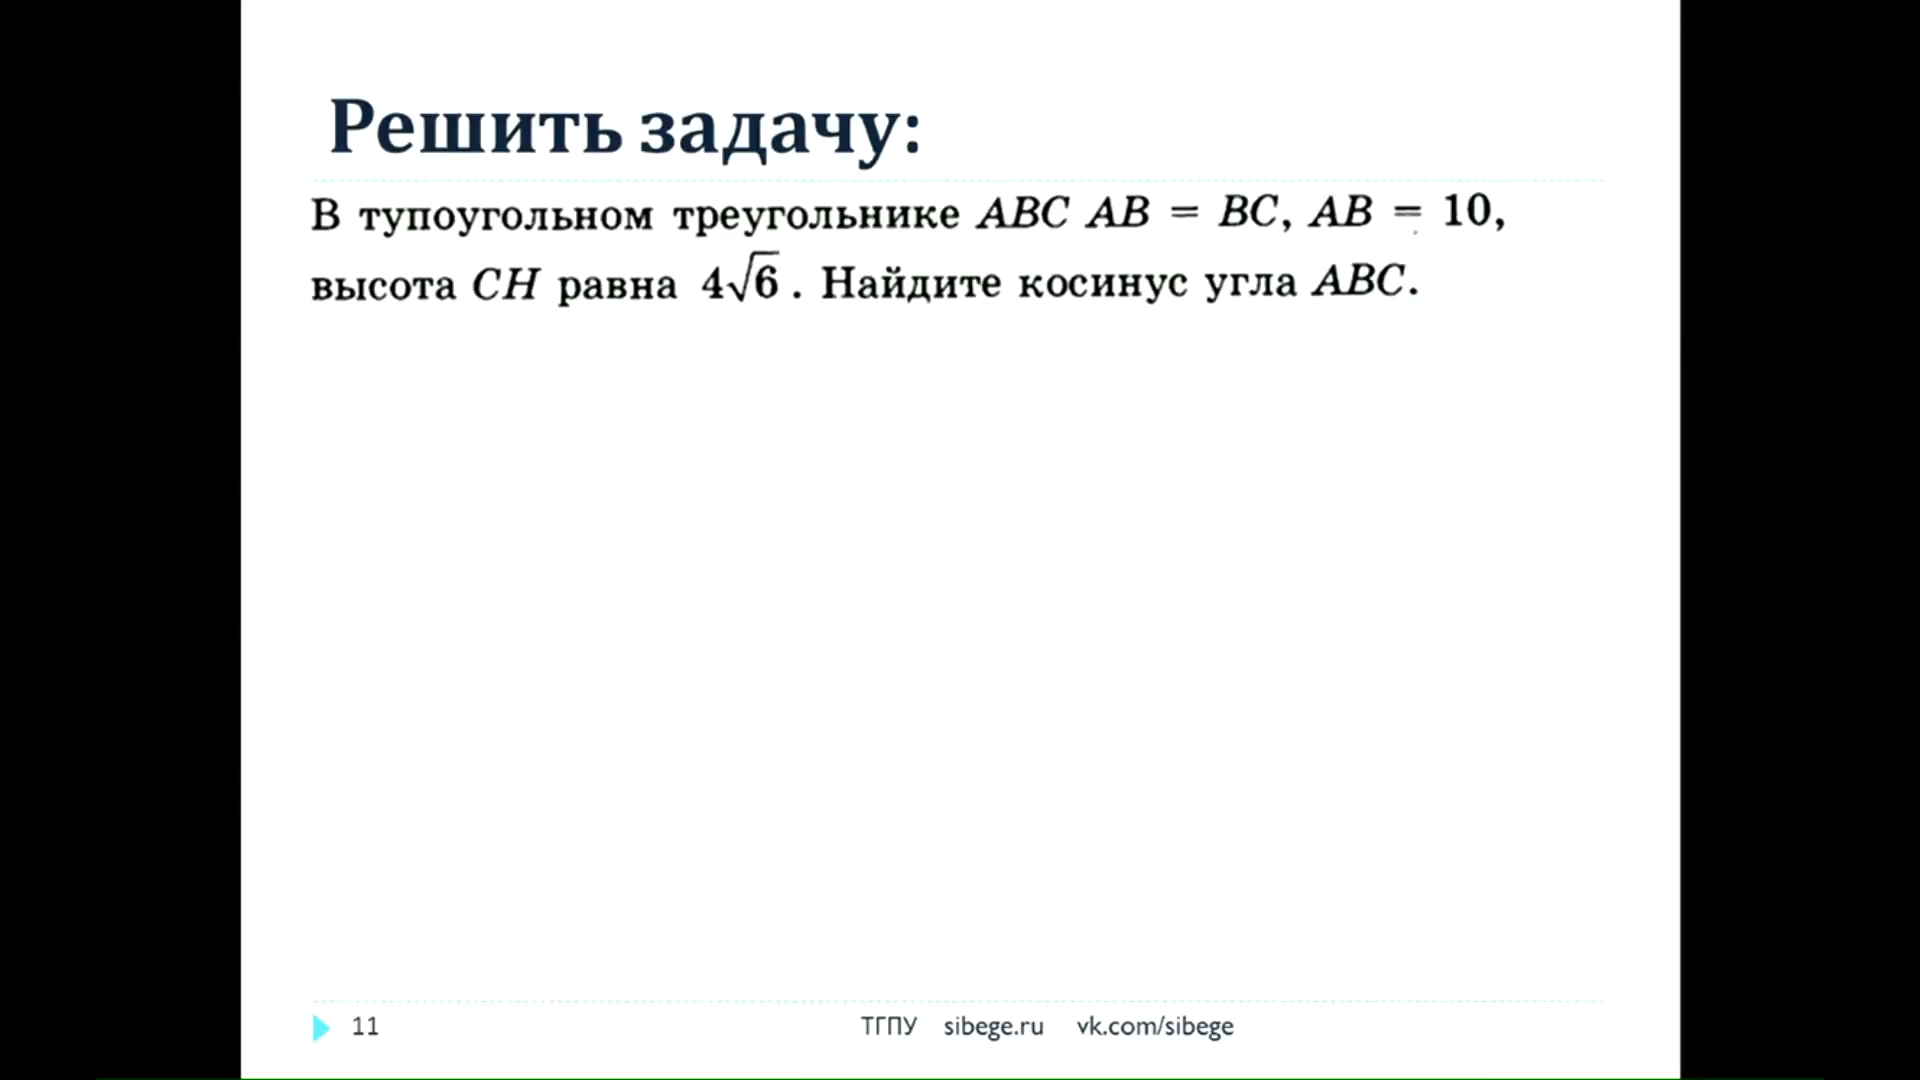 Решить задачу:
В тупоугольном треугольнике ABC AB = BC, AB = 10,
высота CH равна 4√6 . Найдите косинус угла ABC.
11 ТГПУ sibege.ru vk.com/sibege